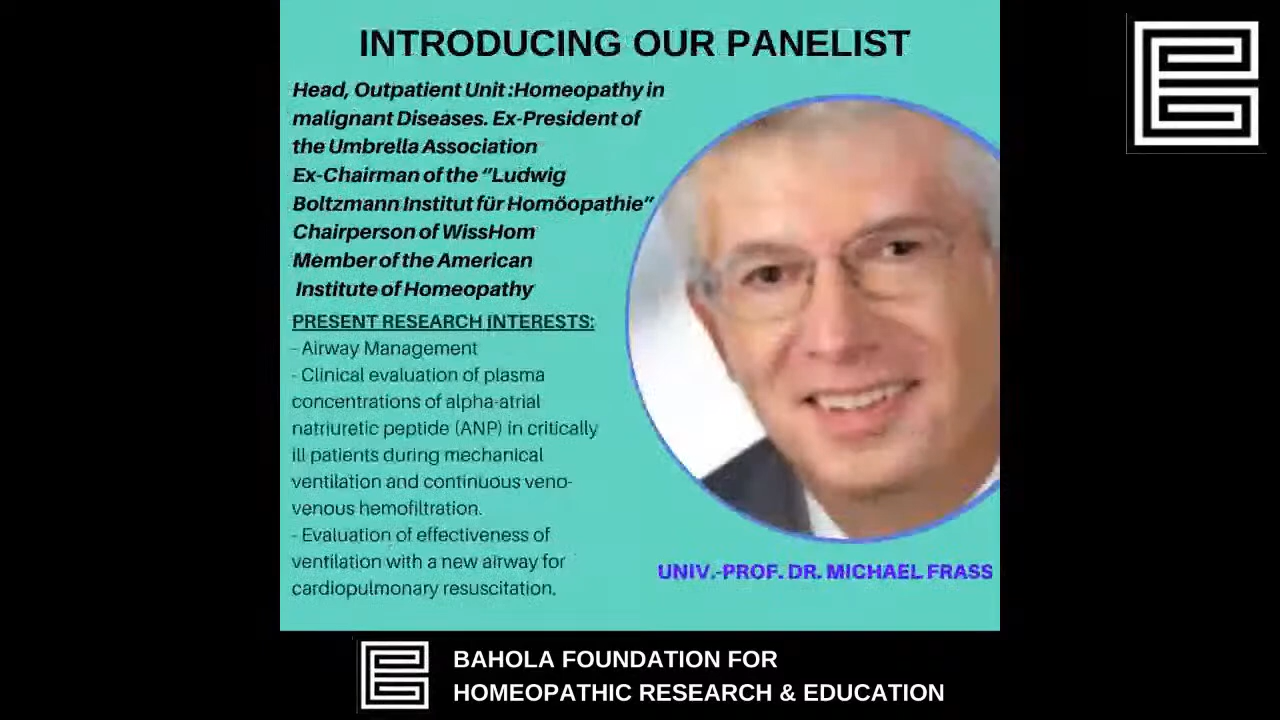 INTRODUCING OUR PANELIST
Head, Outpatient Unit :Homeopathy in
malignant Diseases. Ex-President of
the Umbrella Association
Ex-Chairman of the “Ludwig
Boltzmann Institut für Homöopathie”
Chairperson of WissHom
Member of the American
Institute of Homeopathy
PRESENT RESEARCH INTERESTS:
- Airway Management
- Clinical evaluation of plasma
concentrations of alpha-atrial
natriuretic peptide (ANP) in critically
ill patients during mechanical
ventilation and continuous veno-
venous hemofiltration.
- Evaluation of effectiveness of
ventilation with a new airway for
cardiopulmonary resuscitation.
UNIV.-PROF. DR. MICHAEL FRASS
BAHOLA FOUNDATION FOR
HOMEOPATHIC RESEARCH & EDUCATION